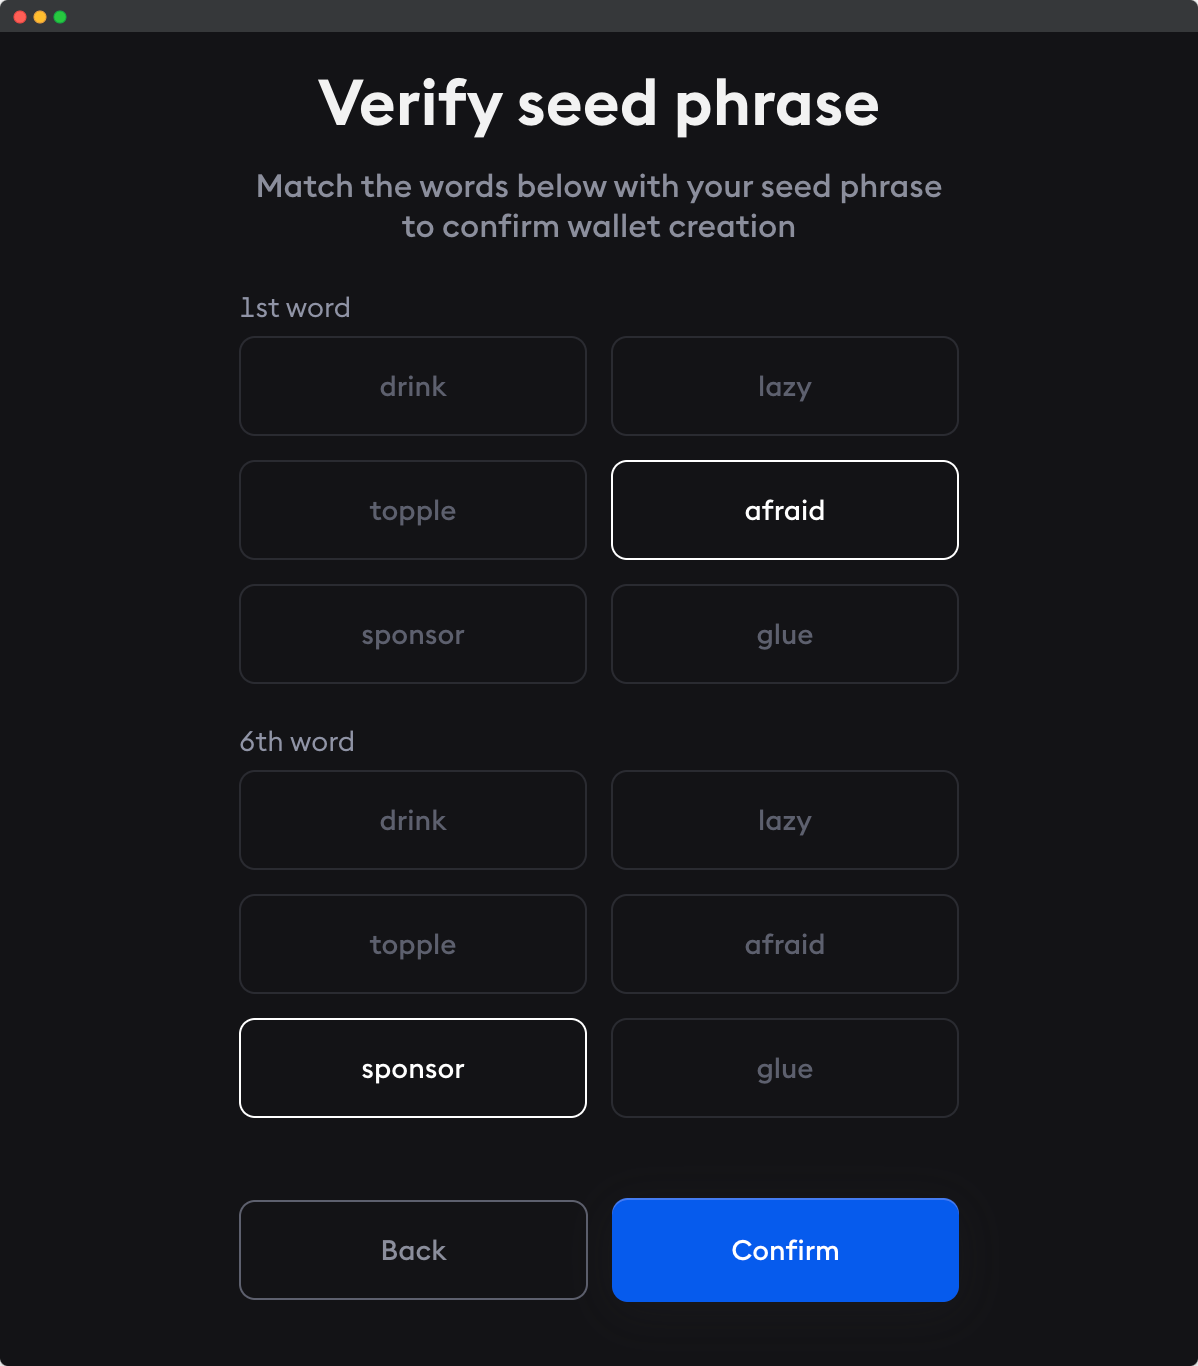 Verify seed phrase
Match the words below with your seed phrase
to confirm wallet creation
1st word
drink
lazy
topple
afraid
sponsor
glue
6th word
drink
lazy
topple
afraid
sponsor
glue
Back
Confirm